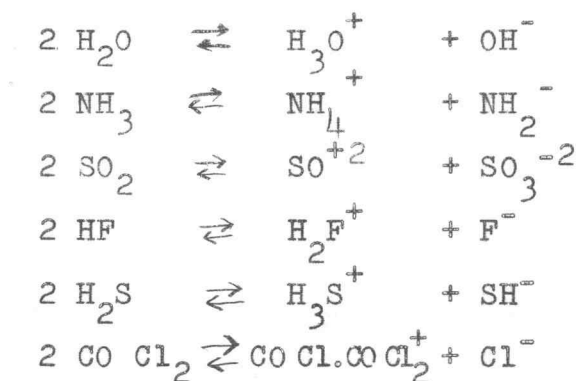 2 H₂O ⇌ H₃O⁺ + OH⁻
2 NH₃ ⇌ NH₄⁺ + NH₂⁻
2 SO₂ ⇌ SO⁺² + SO₃⁻²
2 HF ⇌ H₂F⁺ + F⁻
2 H₂S ⇌ H₃S⁺ + SH⁻
2 CO Cl₂ ⇌ CO Cl.CO Cl₂⁺ + Cl⁻